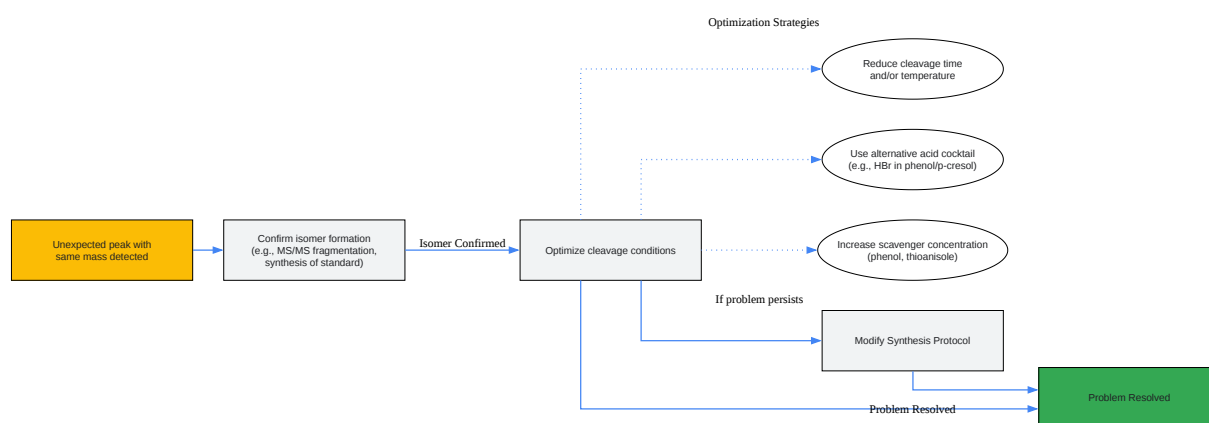 Optimization Strategies
Reduce cleavage time
and/or temperature
Use alternative acid cocktail
(e.g., HBr in phenol/p-cresol)
Unexpected peak with
same mass detected
Confirm isomer formation
(e.g., MS/MS fragmentation,
synthesis of standard)
Isomer Confirmed
Optimize cleavage conditions
Increase scavenger concentration
(phenol, thioanisole)
If problem persists
Modify Synthesis Protocol
Problem Resolved
Problem Resolved